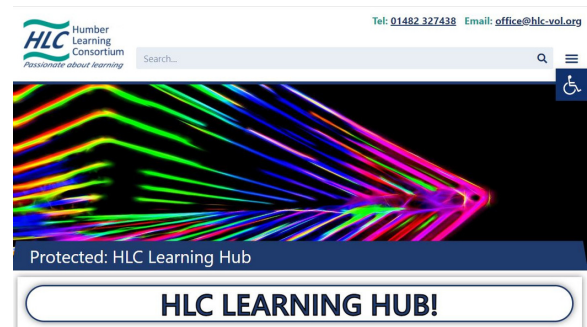 Tel: 01482 327438 Email: office@hlc-vol.org
HLC
Humber
Learning
Consortium
Passionate about learning
Search...
Protected: HLC Learning Hub
HLC LEARNING HUB!